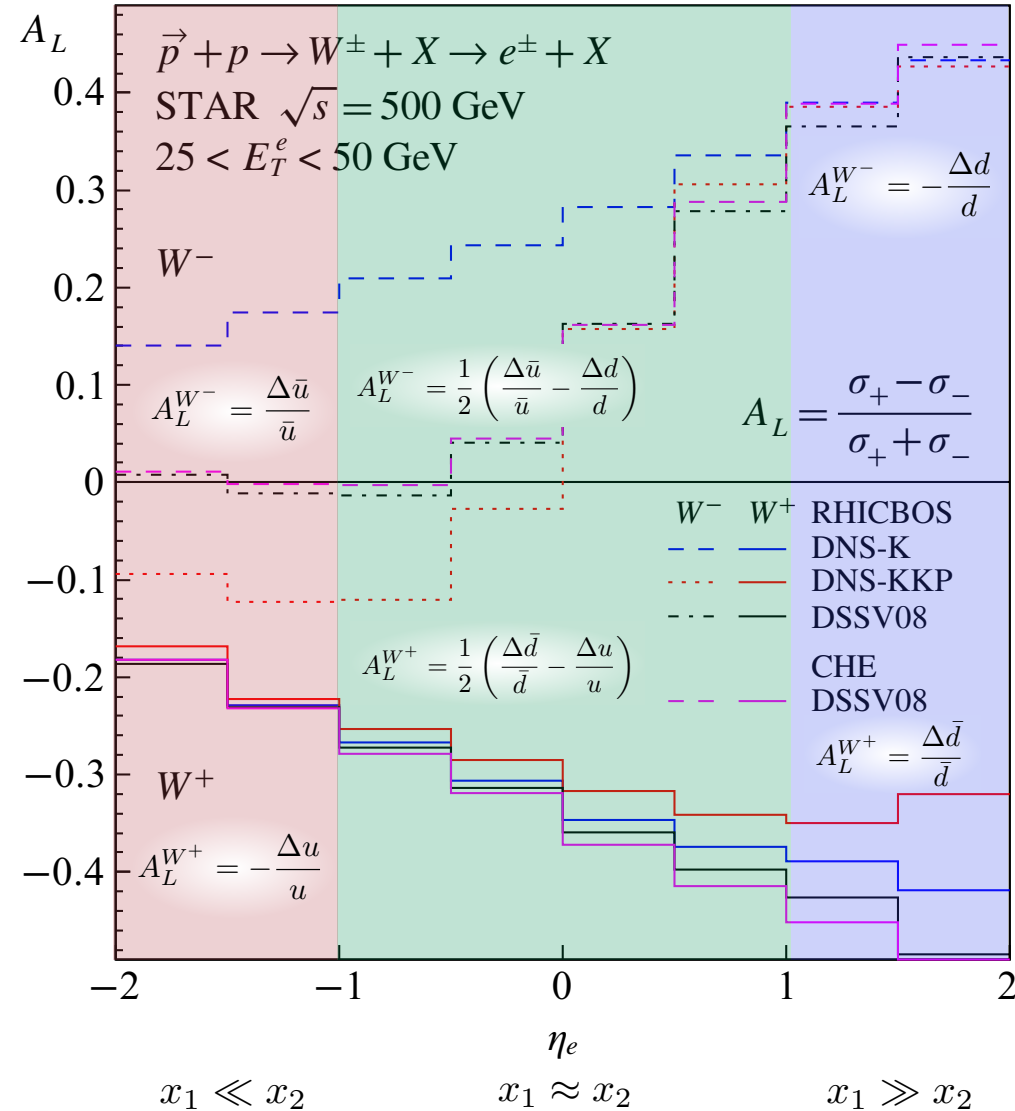 A_L
p⃗ + p → W^± + X → e^± + X
STAR √s = 500 GeV
25 < E_T^e < 50 GeV
0.4
A_L^{W^-} = -Δd/d
0.3
W^-
0.2
0.1
A_L^{W^-} = Δū/ū
A_L^{W^-} = 1/2 (Δū/ū - Δd/d)
A_L = (σ_+ - σ_-)/(σ_+ + σ_-)
0
W^- W^+ RHICBOS
DNS-K
−0.1
DNS-KKP
DSSV08
A_L^{W^+} = 1/2 (Δd̄/d̄ - Δu/u)
CHE
−0.2
DSSV08
A_L^{W^+} = Δd̄/d̄
−0.3
W^+
A_L^{W^+} = -Δu/u
−0.4
−2 −1 0 1 2
η_e
x_1 ≪ x_2 x_1 ≈ x_2 x_1 ≫ x_2